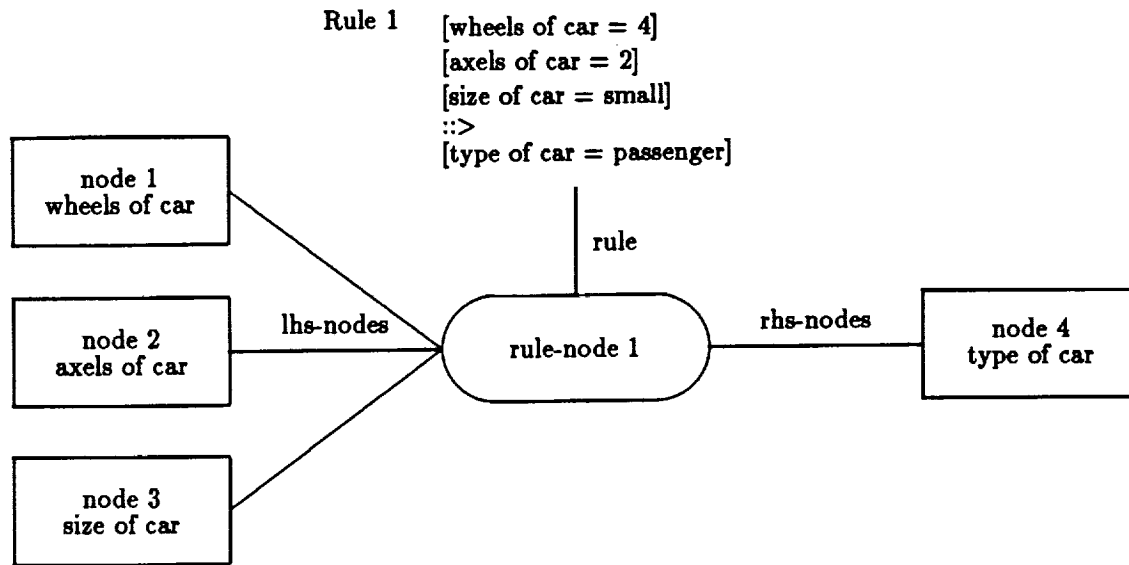 Rule 1
[wheels of car = 4]
[axels of car = 2]
[size of car = small]
::>
[type of car = passenger]
node 1
wheels of car
rule
node 2
axels of car
lhs-nodes
rule-node 1
rhs-nodes
node 4
type of car
node 3
size of car